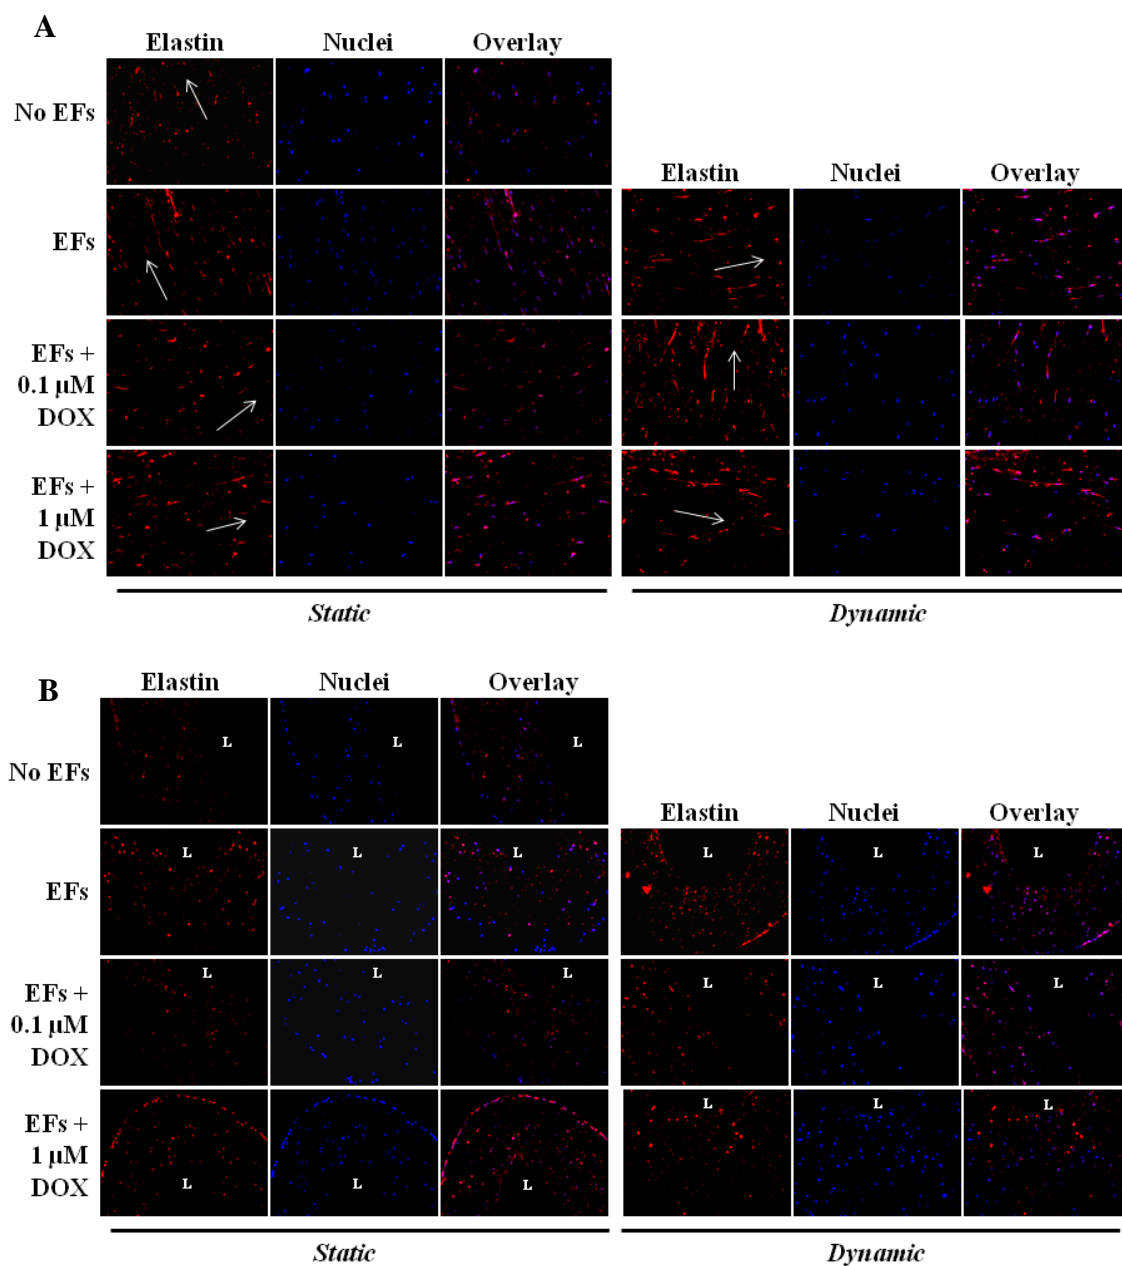 A
Elastin Nuclei Overlay
No EFs
Elastin Nuclei Overlay
EFs
EFs +
0.1 µM
DOX
EFs +
1 µM
DOX
Static Dynamic
B
Elastin Nuclei Overlay
L L L
No EFs
Elastin Nuclei Overlay
L L L L L L
EFs
L L L L L L
EFs +
0.1 µM
DOX
L L L
EFs +
1 µM
DOX
L L L
Static Dynamic